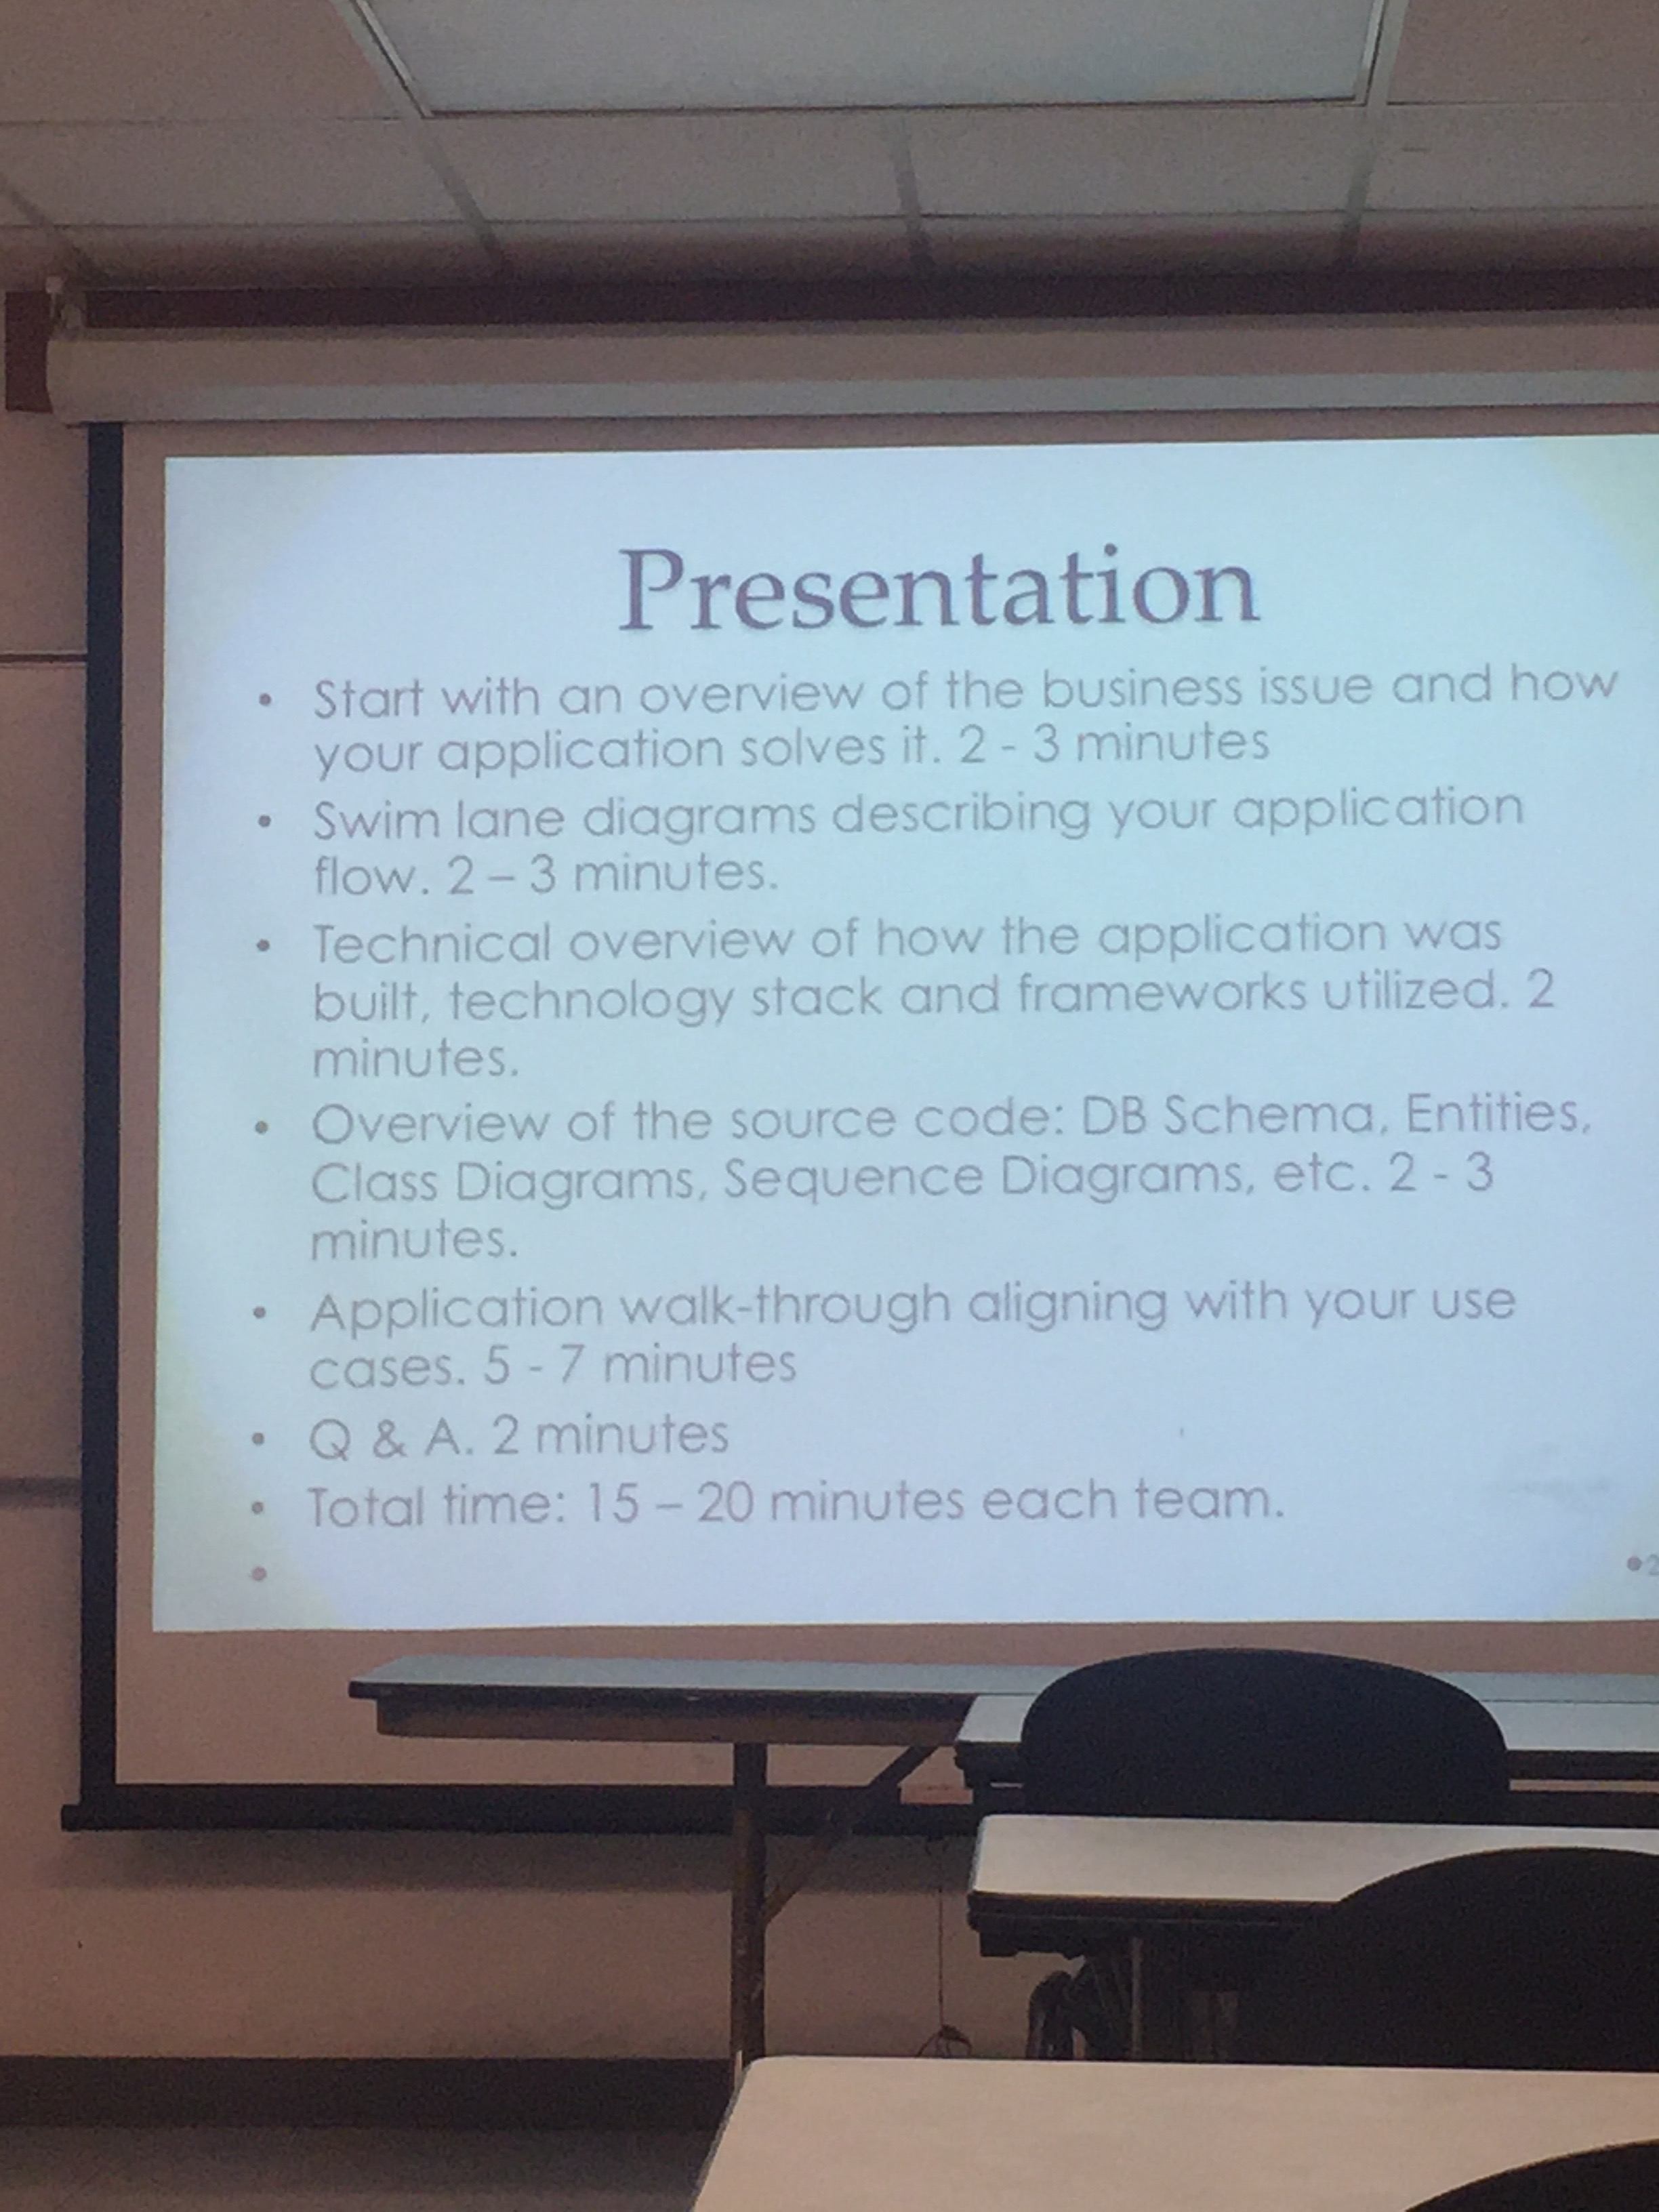 Presentation
• Start with an overview of the business issue and how
your application solves it. 2 - 3 minutes
• Swim lane diagrams describing your application
flow. 2 – 3 minutes.
• Technical overview of how the application was
built, technology stack and frameworks utilized. 2
minutes.
• Overview of the source code: DB Schema, Entities,
Class Diagrams, Sequence Diagrams, etc. 2 - 3
minutes.
• Application walk-through aligning with your use
cases. 5 - 7 minutes
• Q & A. 2 minutes
• Total time: 15 – 20 minutes each team.
•